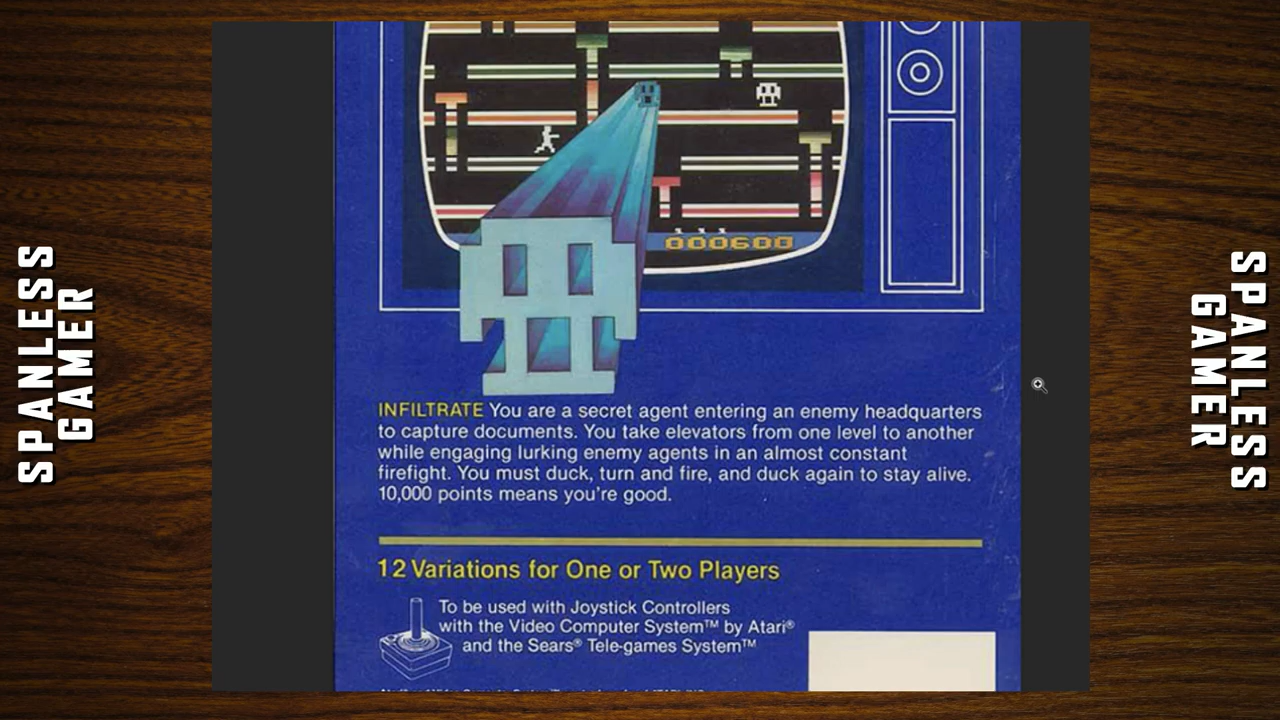 SPANLESS
GAMER
000600
INFILTRATE You are a secret agent entering an enemy headquarters
to capture documents. You take elevators from one level to another
while engaging lurking enemy agents in an almost constant
firefight. You must duck, turn and fire, and duck again to stay alive.
10,000 points means you're good.
12 Variations for One or Two Players
To be used with Joystick Controllers
with the Video Computer System™ by Atari®
and the Sears® Tele-games System™
SPANLESS
GAMER